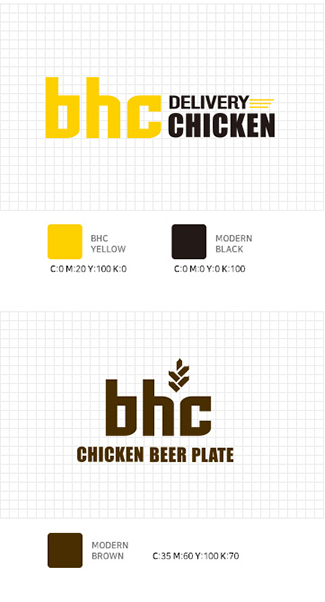 bhc DELIVERY
CHICKEN
BHC
YELLOW
C:0 M:20 Y:100 K:0
MODERN
BLACK
C:0 M:0 Y:0 K:100
bhc
CHICKEN BEER PLATE
MODERN
BROWN
C:35 M:60 Y:100 K:70